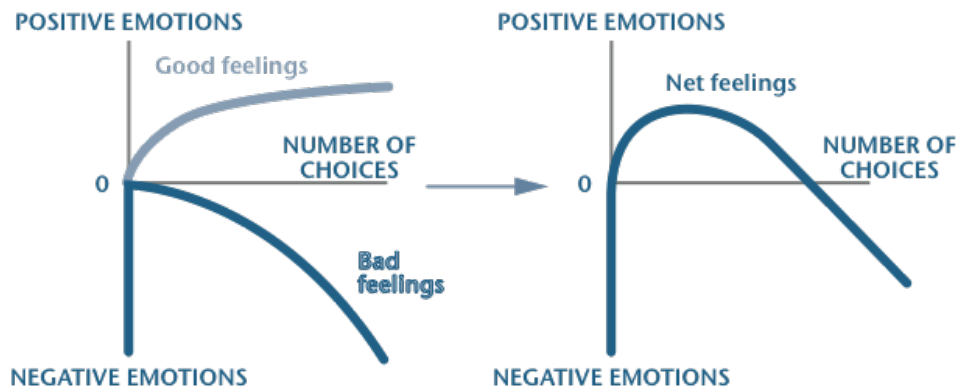 POSITIVE EMOTIONS
Good feelings
NUMBER OF
CHOICES
0
Bad
feelings
NEGATIVE EMOTIONS
POSITIVE EMOTIONS
Net feelings
NUMBER OF
CHOICES
0
NEGATIVE EMOTIONS